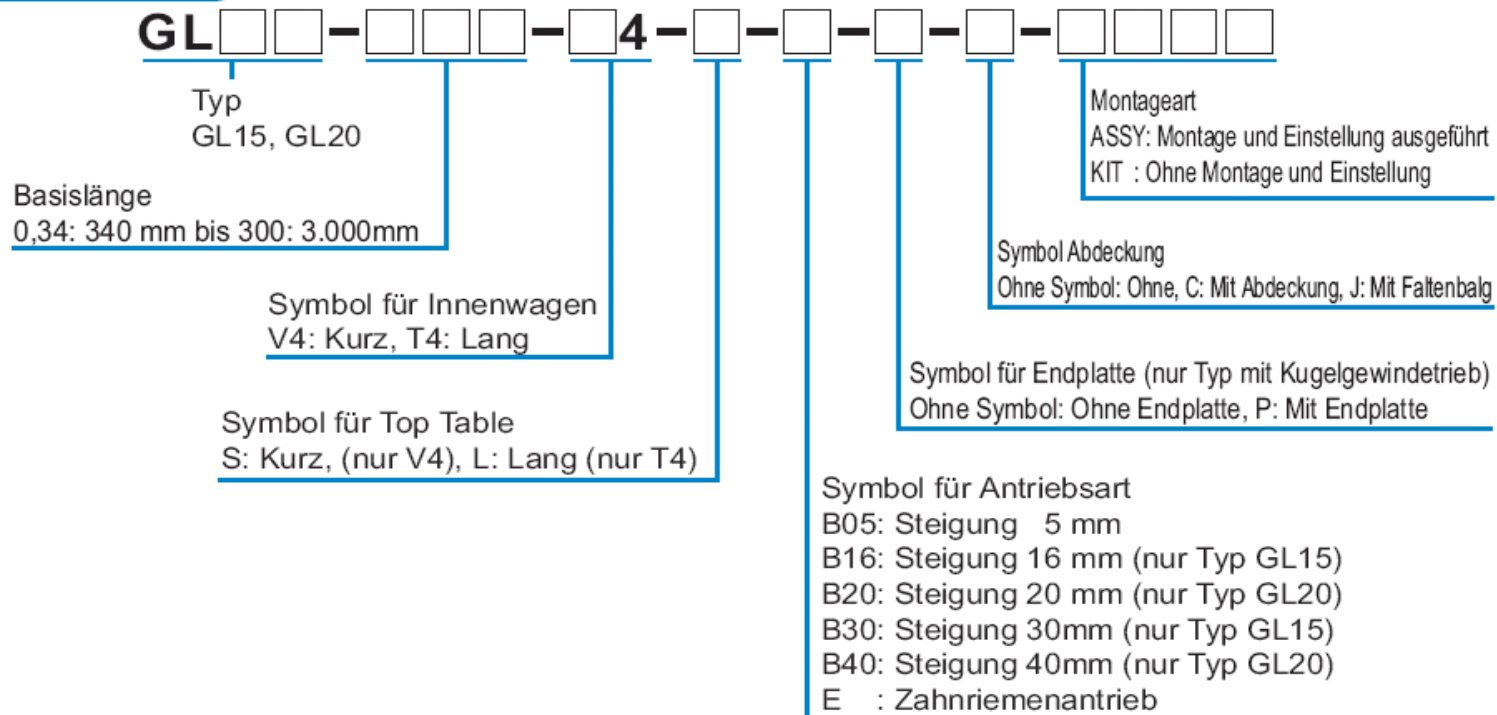 GL□□-□□□-□4-□-□-□-□-□□□□
Typ
GL15, GL20
Basislänge
0,34: 340 mm bis 300: 3.000mm
Symbol für Innenwagen
V4: Kurz, T4: Lang
Symbol für Top Table
S: Kurz, (nur V4), L: Lang (nur T4)
Symbol für Antriebsart
B05: Steigung 5 mm
B16: Steigung 16 mm (nur Typ GL15)
B20: Steigung 20 mm (nur Typ GL20)
B30: Steigung 30mm (nur Typ GL15)
B40: Steigung 40mm (nur Typ GL20)
E : Zahnriemenantrieb
Symbol für Endplatte (nur Typ mit Kugelgewindetrieb)
Ohne Symbol: Ohne Endplatte, P: Mit Endplatte
Symbol Abdeckung
Ohne Symbol: Ohne, C: Mit Abdeckung, J: Mit Faltenbalg
Montageart
ASSY: Montage und Einstellung ausgeführt
KIT : Ohne Montage und Einstellung